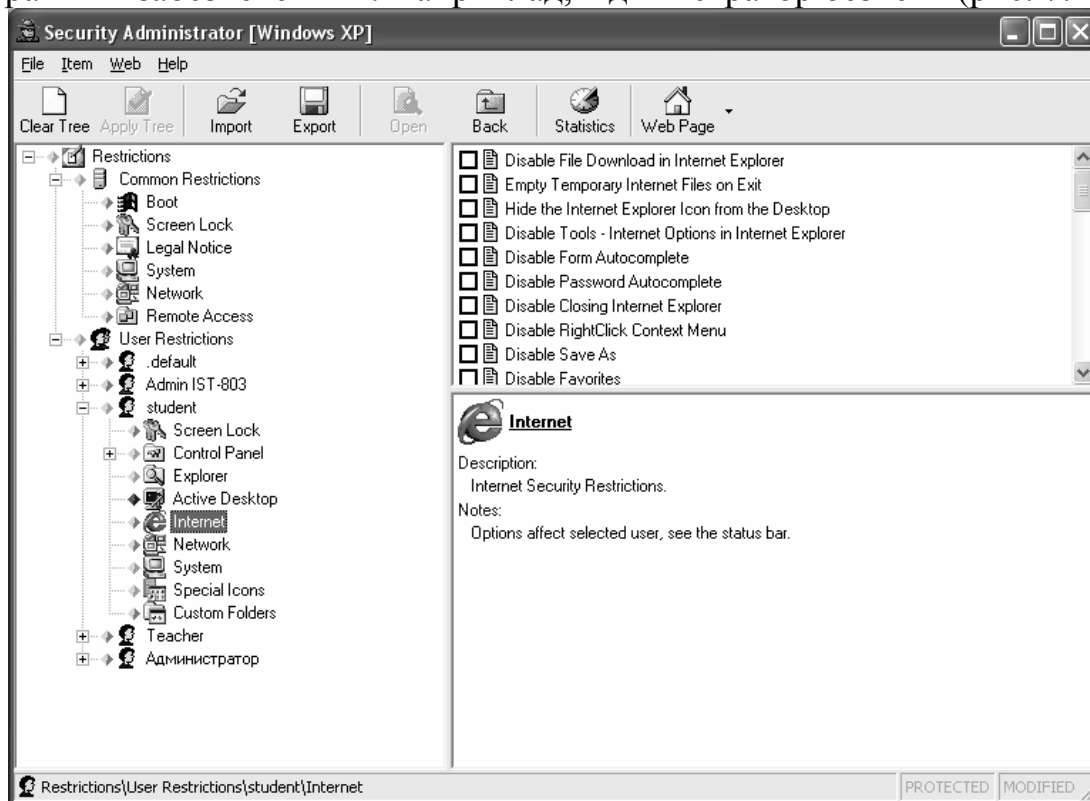 Security Administrator [Windows XP]
File Item Web Help
Clear Tree Apply Tree Import Export Open Back Statistics Web Page
Restrictions
Common Restrictions
Boot
Screen Lock
Legal Notice
System
Network
Remote Access
User Restrictions
.default
Admin IST-803
student
Screen Lock
Control Panel
Explorer
Active Desktop
Internet
Network
System
Special Icons
Custom Folders
Teacher
Администратор
Disable File Download in Internet Explorer
Empty Temporary Internet Files on Exit
Hide the Internet Explorer Icon from the Desktop
Disable Tools - Internet Options in Internet Explorer
Disable Form Autocomplete
Disable Password Autocomplete
Disable Closing Internet Explorer
Disable RightClick Context Menu
Disable Save As
Disable Favorites
Internet
Description:
Internet Security Restrictions.
Notes:
Options affect selected user, see the status bar.
Restrictions\User Restrictions\student\Internet
PROTECTED MODIFIED